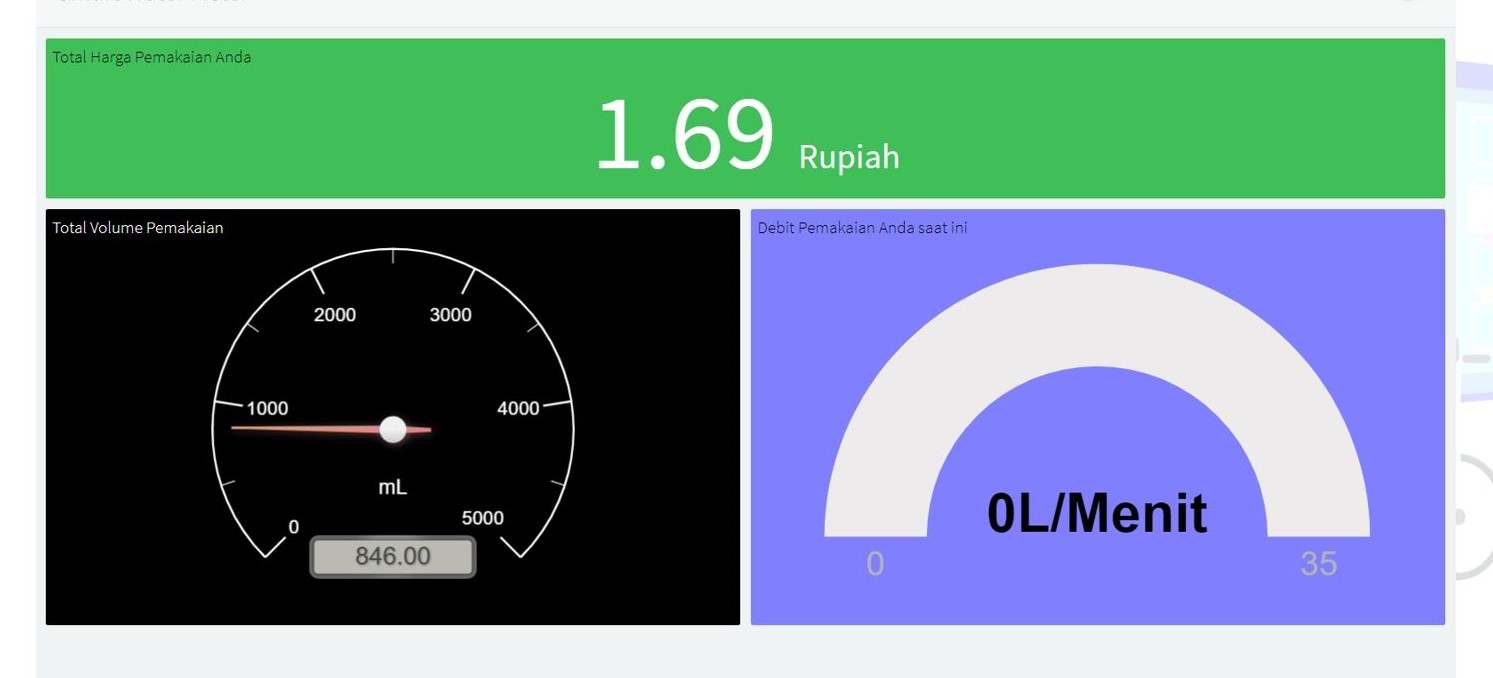 Total Harga Pemakaian Anda
1.69 Rupiah
Total Volume Pemakaian
2000 3000
1000 4000
mL
0 5000
846.00
Debit Pemakaian Anda saat ini
0L/Menit
0 35